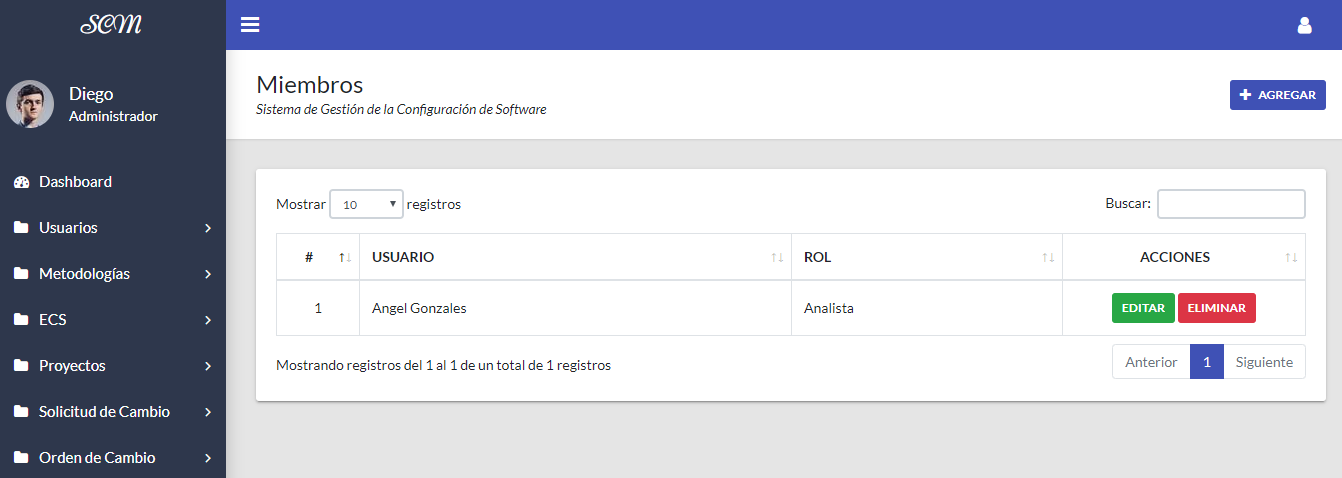 SCM
Diego
Administrador
Dashboard
Usuarios
Metodologías
ECS
Proyectos
Solicitud de Cambio
Orden de Cambio
Miembros
Sistema de Gestión de la Configuración de Software
AGREGAR
Mostrar 10 registros
Buscar:
# USUARIO ROL ACCIONES
1 Angel Gonzales Analista EDITAR ELIMINAR
Mostrando registros del 1 al 1 de un total de 1 registros
Anterior 1 Siguiente